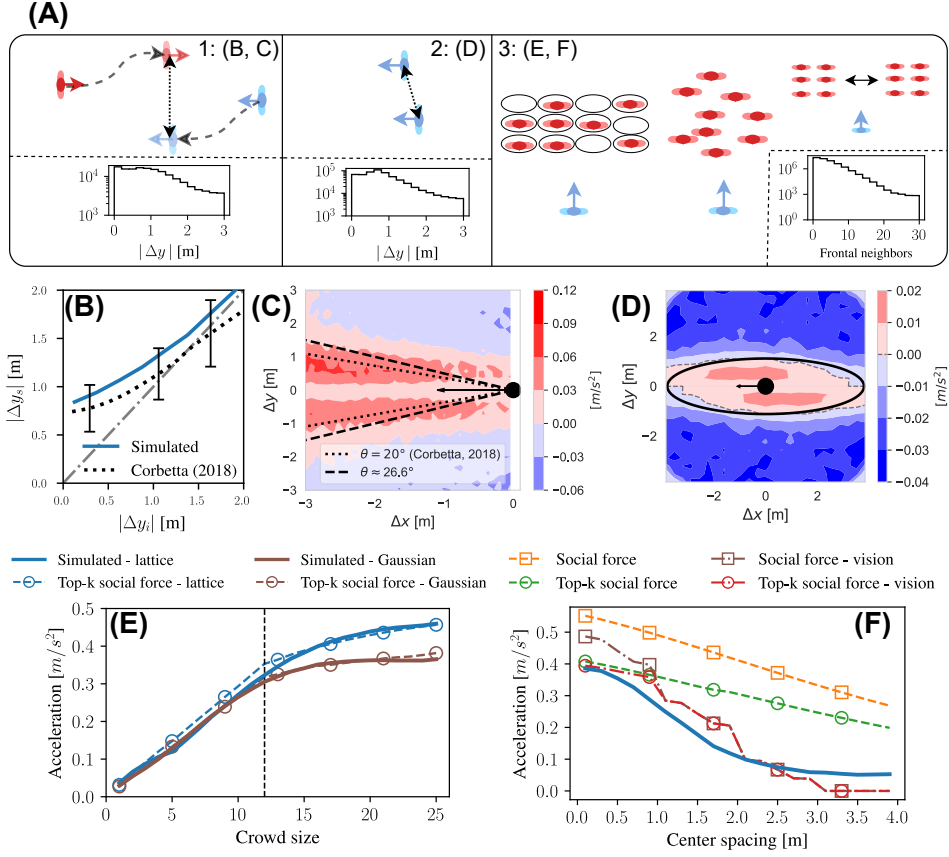 (A)
1: (B, C)
2: (D)
3: (E, F)
10^4
10^3
0 1 2 3
| Δy | [m]
10^5
10^4
10^3
0 1 2 3
| Δy | [m]
10^6
10^3
10^0
0 10 20 30
Frontal neighbors
(B)
2.0
1.5
1.0
0.5
0.0
0.0 0.5 1.0 1.5 2.0
|Δy_s| [m]
|Δy_i| [m]
Simulated
Corbetta (2018)
(C)
3
2
1
0
-1
-2
-3
-3 -2 -1 0
Δy [m]
Δx [m]
θ = 20° (Corbetta, 2018)
θ ≈ 26.6°
0.12
0.09
0.06
0.03
0.00
−0.03
−0.06
[m/s²]
(D)
2
0
−2
−2 0 2
Δy [m]
Δx [m]
0.02
0.01
0.00
−0.01
−0.02
−0.03
−0.04
[m/s²]
Simulated - lattice
Top-k social force - lattice
Simulated - Gaussian
Top-k social force - Gaussian
Social force
Top-k social force
Social force - vision
Top-k social force - vision
(E)
0.5
0.4
0.3
0.2
0.1
0.0
0 5 10 15 20 25
Acceleration [m/s²]
Crowd size
(F)
0.5
0.4
0.3
0.2
0.1
0.0
0.0 0.5 1.0 1.5 2.0 2.5 3.0 3.5 4.0
Acceleration [m/s²]
Center spacing [m]